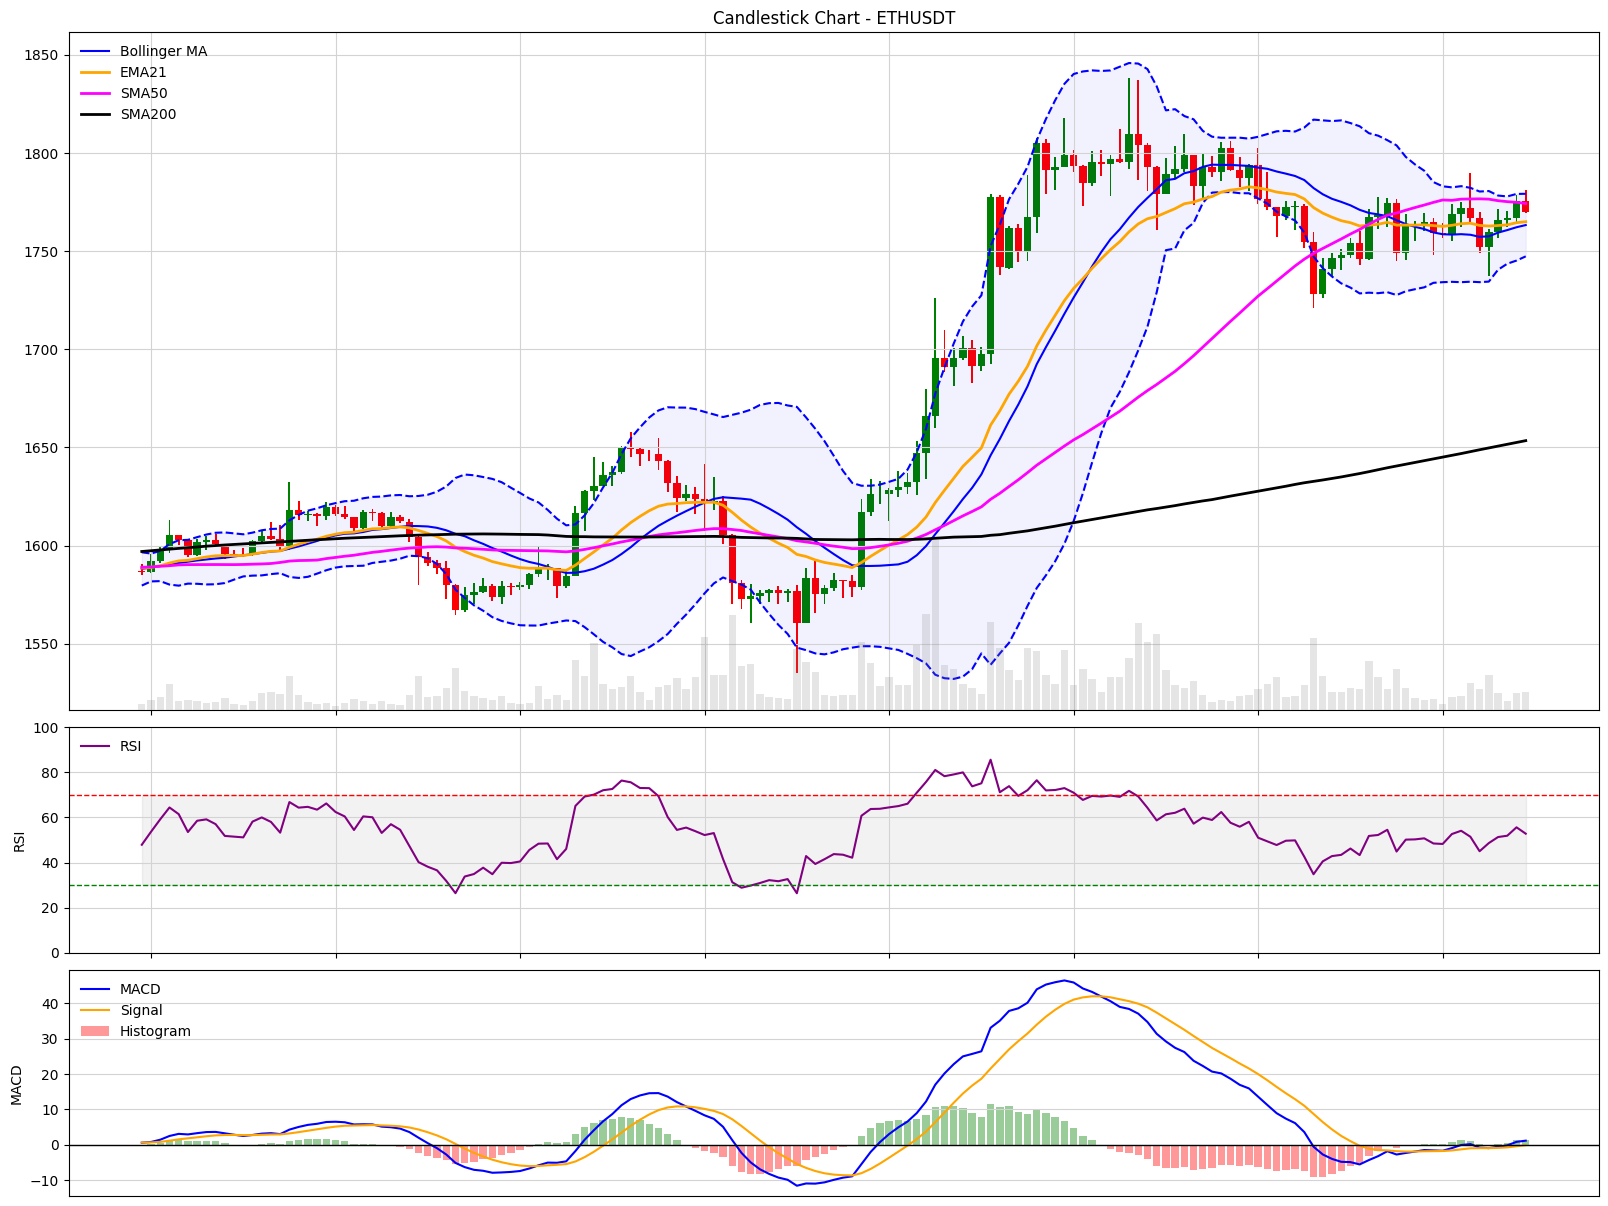 Candlestick Chart - ETHUSDT
Bollinger MA
EMA21
SMA50
SMA200
1850
1800
1750
1700
1650
1600
1550
RSI
100
80
60
40
20
0
RSI
MACD
Signal
Histogram
40
30
20
10
0
−10
MACD